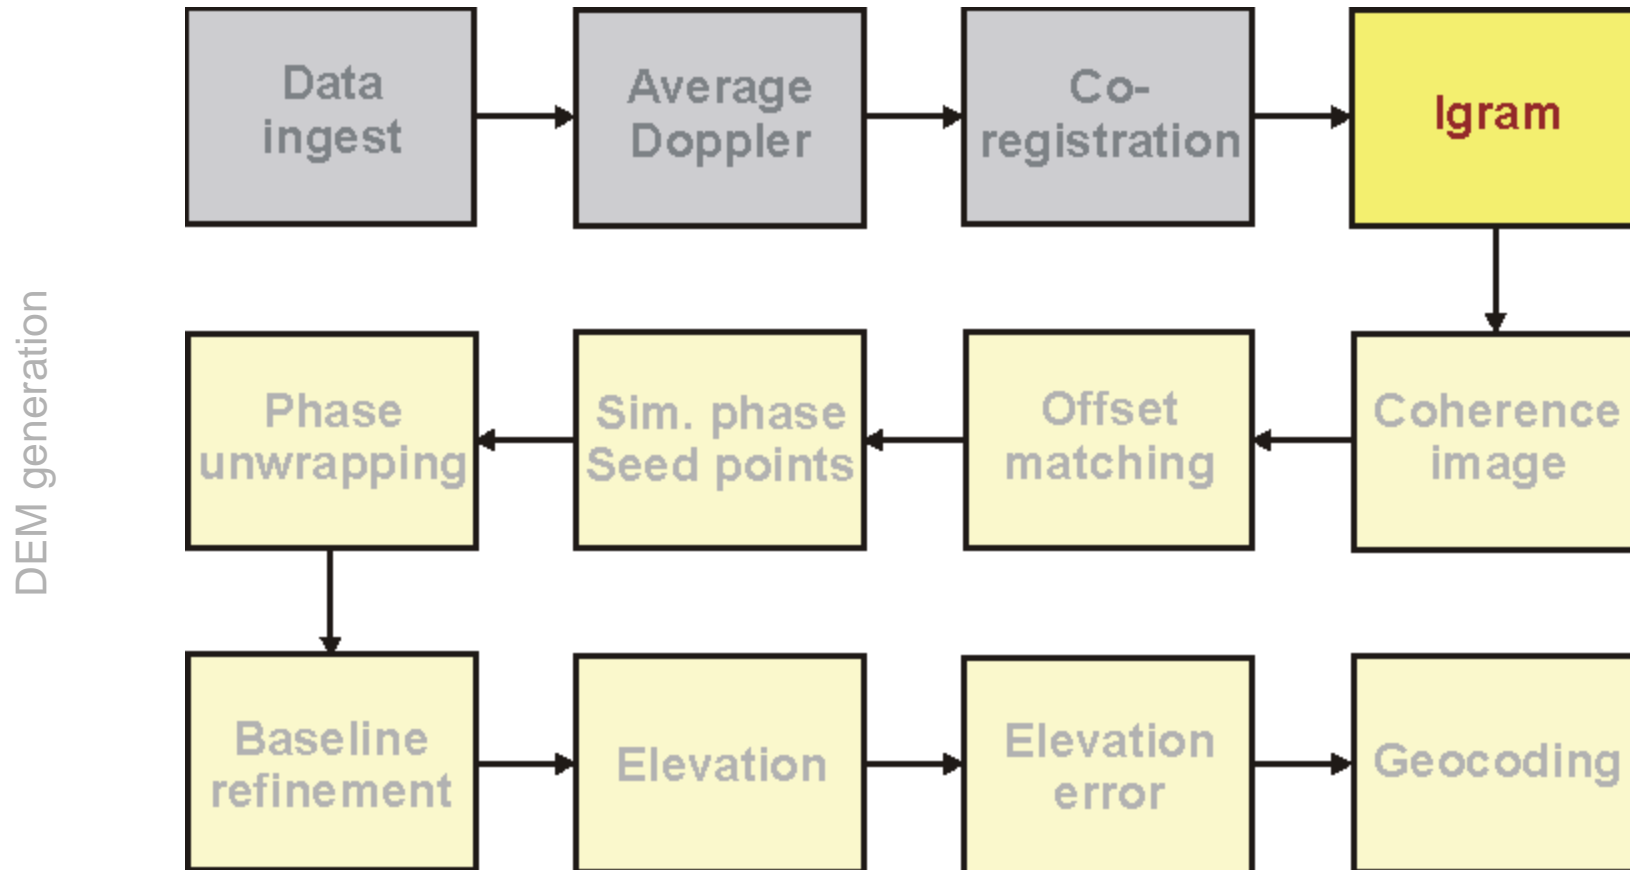 Data
ingest
Average
Doppler
Co-
registration
Igram
DEM generation
Phase
unwrapping
Sim. phase
Seed points
Offset
matching
Coherence
image
Baseline
refinement
Elevation
Elevation
error
Geocoding